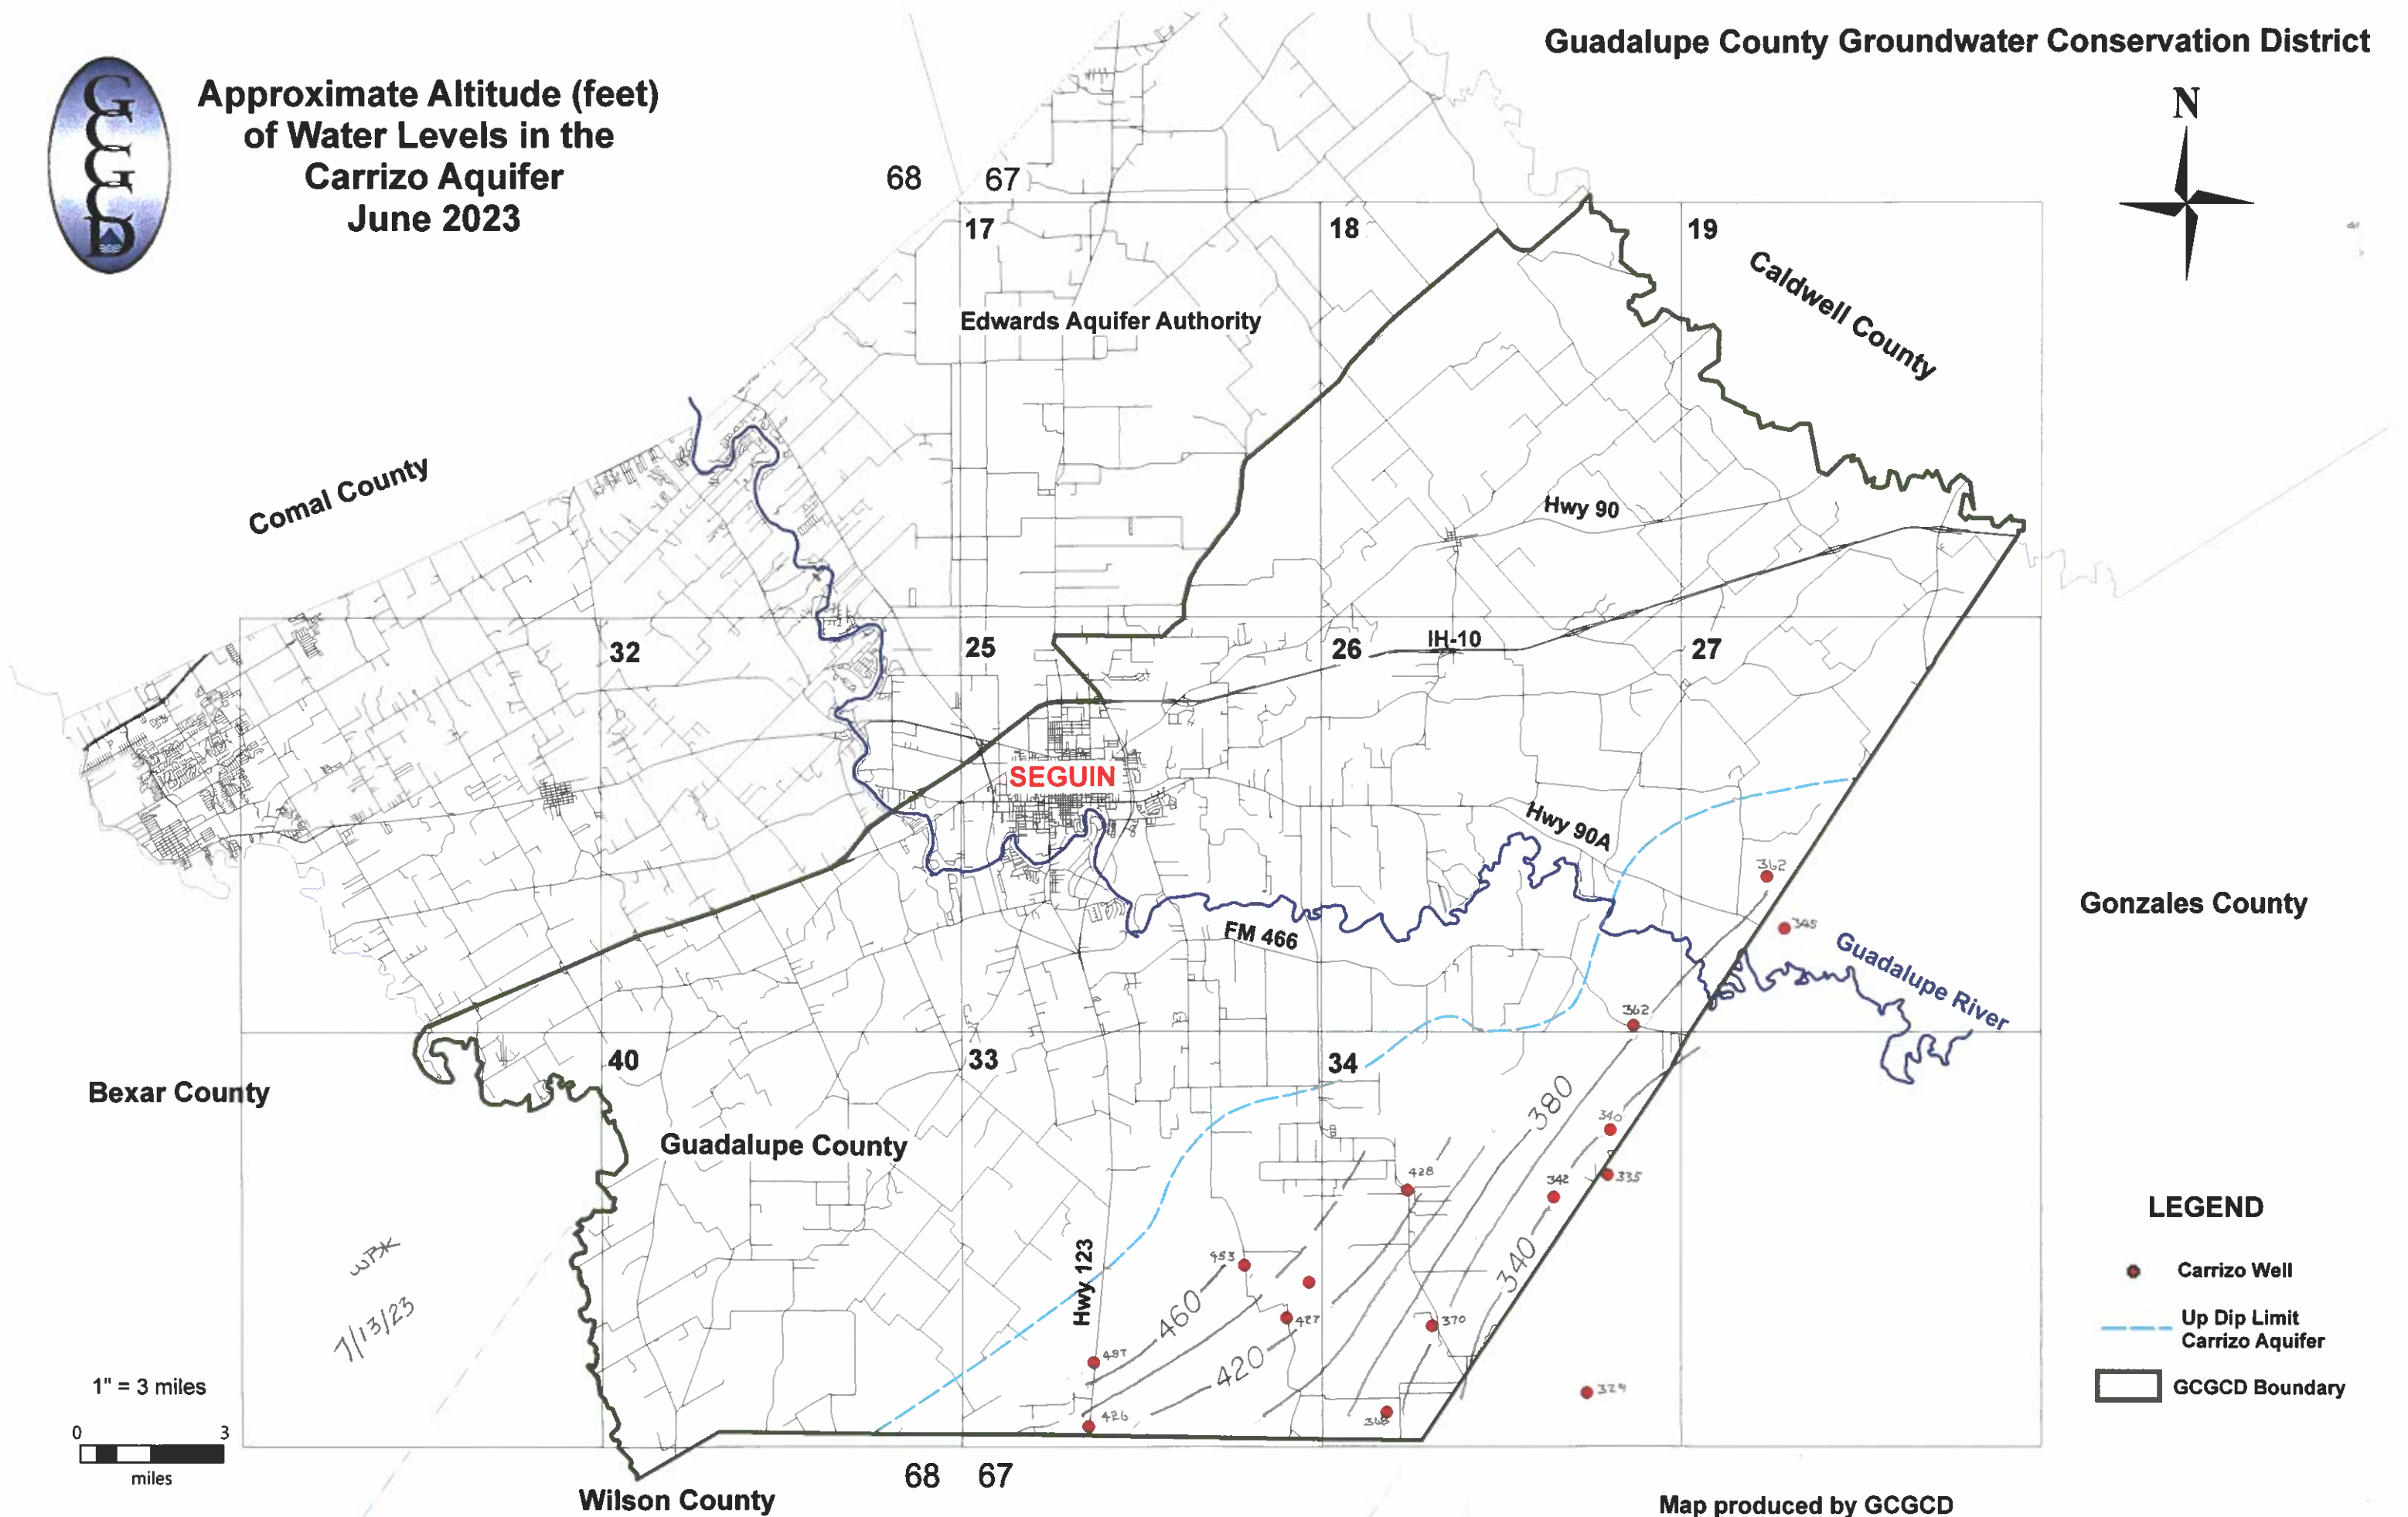 Guadalupe County Groundwater Conservation District
GCGCD
Approximate Altitude (feet)
of Water Levels in the
Carrizo Aquifer
June 2023
N
68 67
17
18
19
Caldwell County
Edwards Aquifer Authority
Comal County
Hwy 90
32
25
26
IH-10
27
SEGUIN
Hwy 90A
362
345
Gonzales County
FM 466
Guadalupe River
362
40
33
34
Bexar County
380
340
Guadalupe County
428
342
335
LEGEND
Carrizo Well
Up Dip Limit
Carrizo Aquifer
GCGCD Boundary
WBK
7/13/23
Hwy 123
453
340
460
427
370
420
329
426
1" = 3 miles
0 3
miles
68 67
Wilson County
Map produced by GCGCD